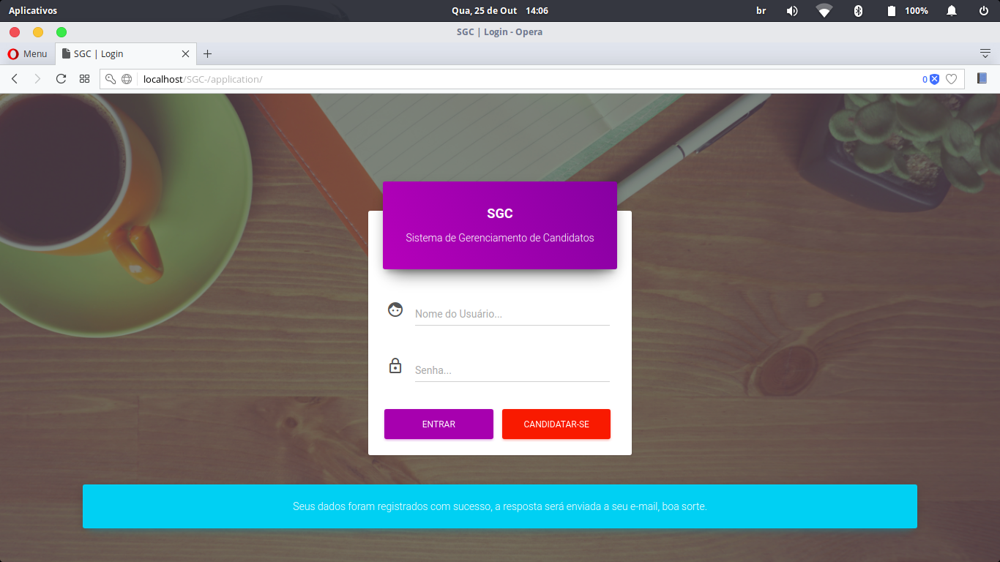 Aplicativos
Qua, 25 de Out 14:06
br
100%
SGC | Login - Opera
Menu
SGC | Login
localhost/SGC-/application/
0
SGC
Sistema de Gerenciamento de Candidatos
Nome do Usuário...
Senha...
ENTRAR
CANDIDATAR-SE
Seus dados foram registrados com sucesso, a resposta será enviada a seu e-mail, boa sorte.